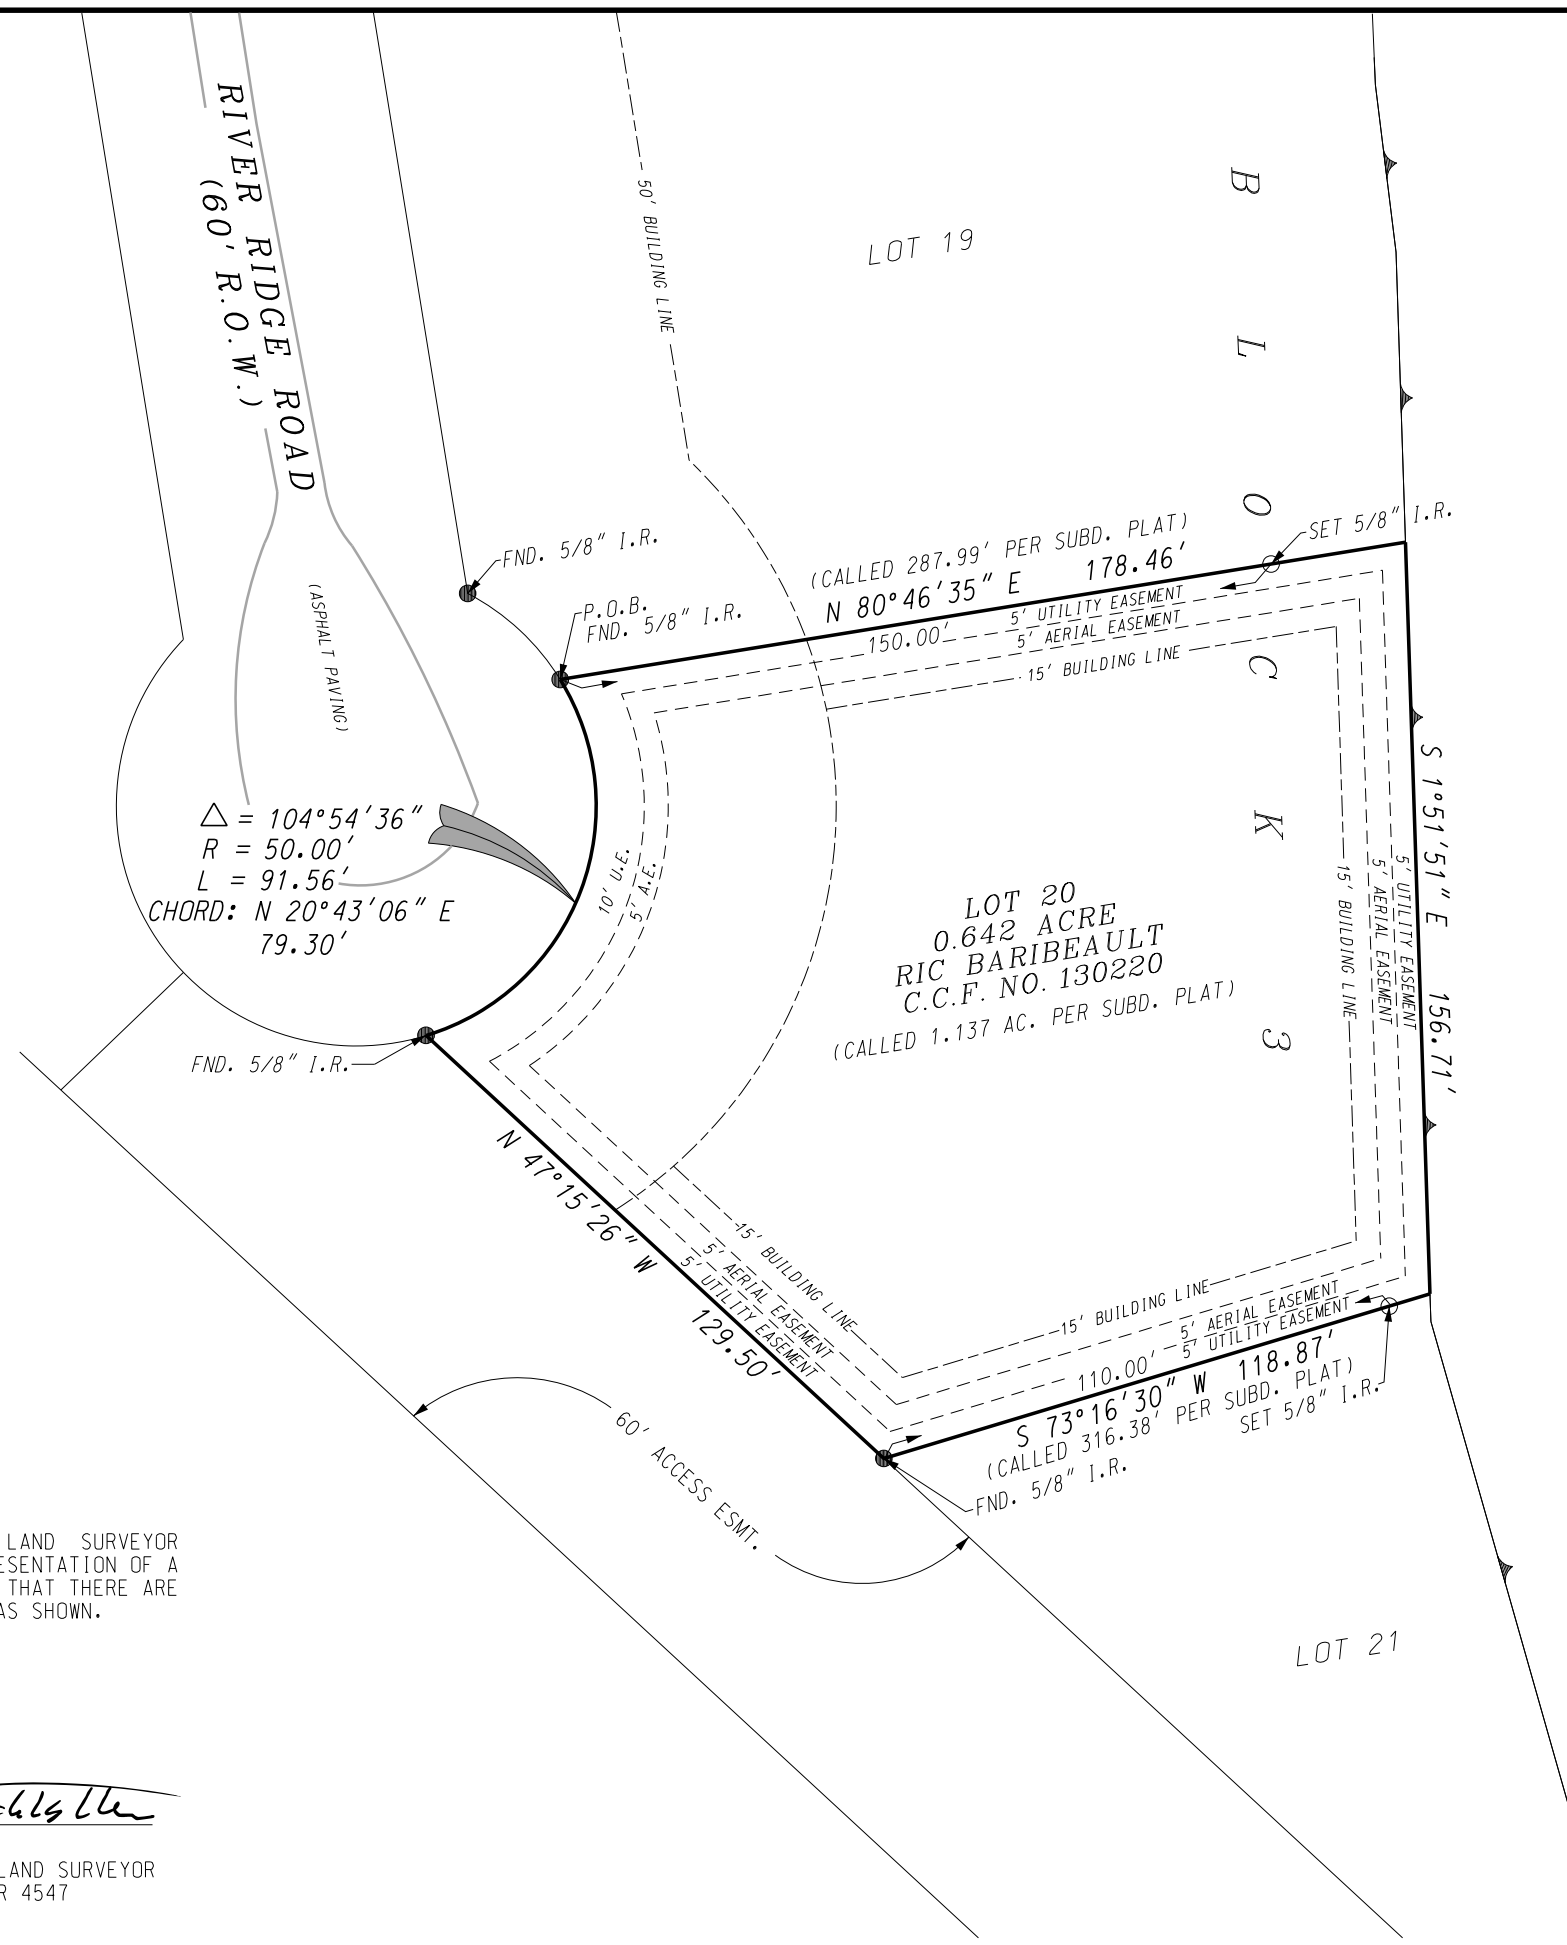 RIVER RIDGE ROAD
(60' R.O.W.)
(ASPHALT PAVING)
50' BUILDING LINE
LOT 19
B L O C K 3
FND. 5/8" I.R.
P.O.B.
FND. 5/8" I.R.
(CALLED 287.99' PER SUBD. PLAT)
N 80°46'35" E 178.46'
SET 5/8" I.R.
150.00'
5' UTILITY EASEMENT
5' AERIAL EASEMENT
15' BUILDING LINE
S 1°51'51" E 156.71'
5' UTILITY EASEMENT
5' AERIAL EASEMENT
15' BUILDING LINE
△ = 104°54'36"
R = 50.00'
L = 91.56'
CHORD: N 20°43'06" E
79.30'
10' U.E.
5' A.E.
LOT 20
0.642 ACRE
RIC BARIBEAULT
C.C.F. NO. 130220
(CALLED 1.137 AC. PER SUBD. PLAT)
FND. 5/8" I.R.
N 47°15'26" W 129.50'
15' BUILDING LINE
5' AERIAL EASEMENT
5' UTILITY EASEMENT
15' BUILDING LINE
5' AERIAL EASEMENT
5' UTILITY EASEMENT
110.00'
S 73°16'30" W 118.87'
(CALLED 316.38' PER SUBD. PLAT)
SET 5/8" I.R.
FND. 5/8" I.R.
60' ACCESS ESMT.
LOT 21
LAND SURVEYOR
ESENTATION OF A
THAT THERE ARE
AS SHOWN.
LAND SURVEYOR
R 4547